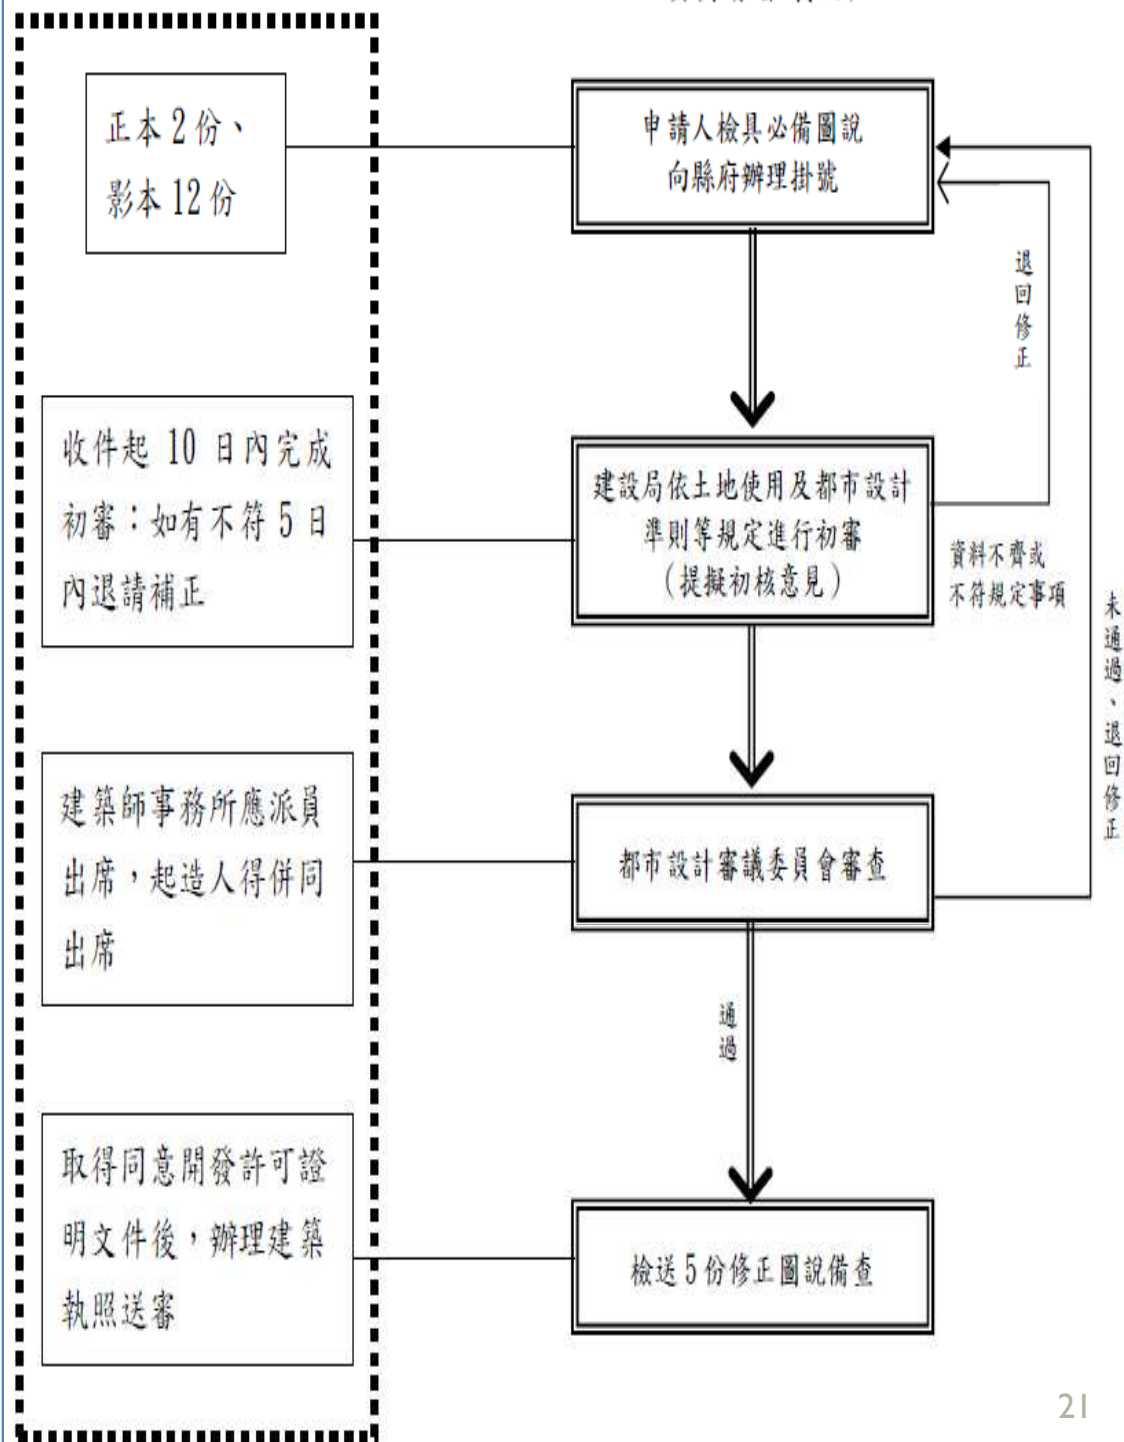 正本 2 份、
影本 12 份
申請人檢具必備圖說
向縣府辦理掛號
退回修正
收件起 10 日內完成
初審：如有不符 5 日
內退請補正
建設局依土地使用及都市設計
準則等規定進行初審
（提擬初核意見）
資料不齊或
不符規定事項
未通過、退回修正
建築師事務所應派員
出席，起造人得併同
出席
都市設計審議委員會審查
通過
取得同意開發許可證
明文件後，辦理建築
執照送審
檢送 5 份修正圖說備查
21